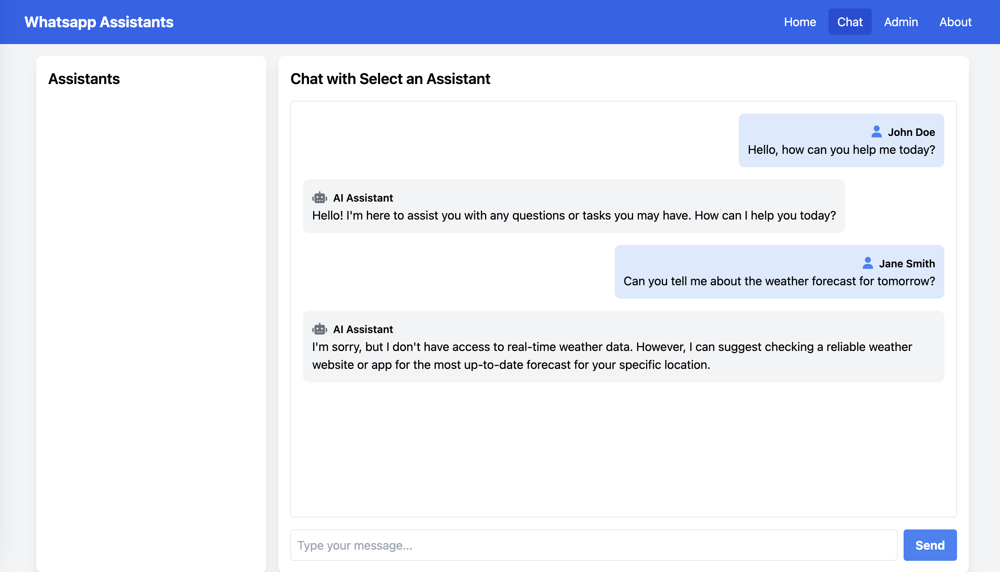 Whatsapp Assistants
Home
Chat
Admin
About
Assistants
Chat with Select an Assistant
John Doe
Hello, how can you help me today?
AI Assistant
Hello! I'm here to assist you with any questions or tasks you may have. How can I help you today?
Jane Smith
Can you tell me about the weather forecast for tomorrow?
AI Assistant
I'm sorry, but I don't have access to real-time weather data. However, I can suggest checking a reliable weather
website or app for the most up-to-date forecast for your specific location.
Type your message...
Send